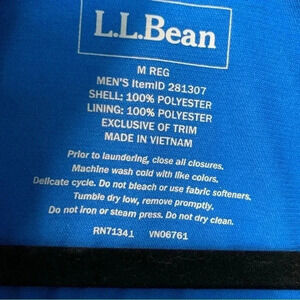 L.L.Bean
M REG
MEN'S ItemID 281307
SHELL: 100% POLYESTER
LINING: 100% POLYESTER
EXCLUSIVE OF TRIM
MADE IN VIETNAM
Prior to laundering, close all closures.
Machine wash cold with like colors.
Delicate cycle. Do not bleach or use fabric softeners.
Tumble dry low, remove promptly.
Do not iron or steam press. Do not dry clean.
RN71341 VN06761